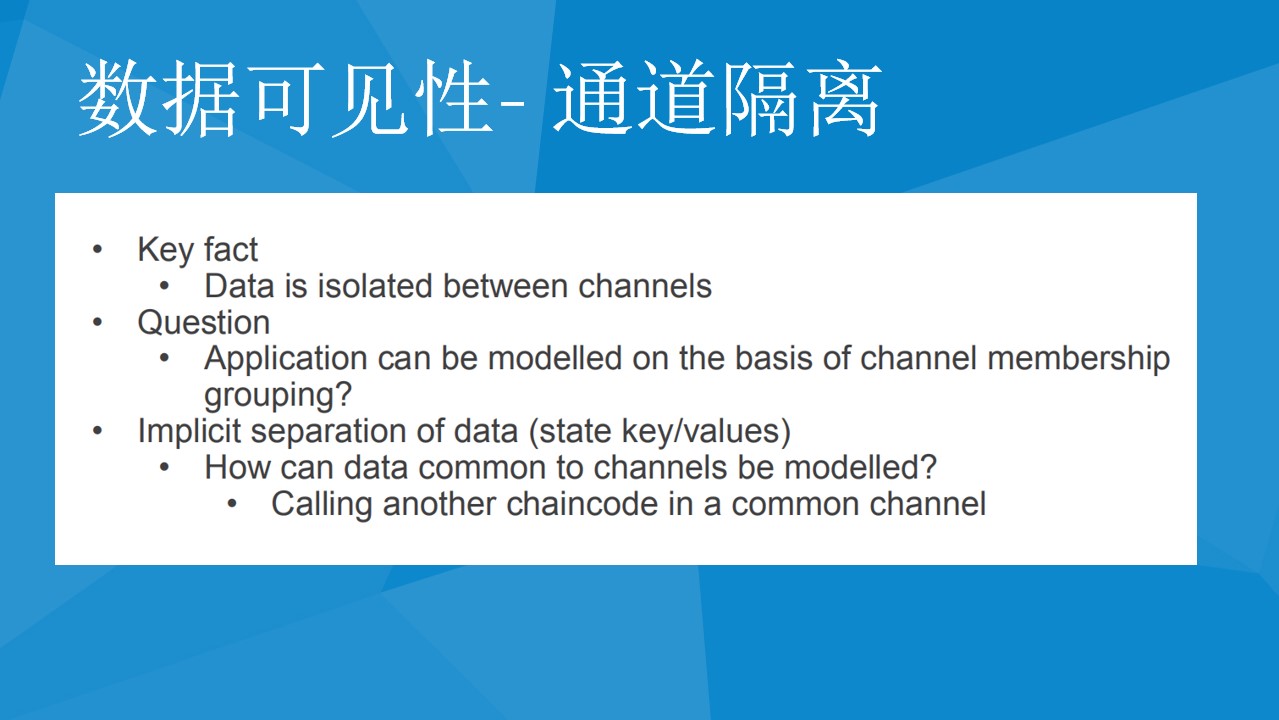 数据可见性- 通道隔离
• Key fact
• Data is isolated between channels
• Question
• Application can be modelled on the basis of channel membership
grouping?
• Implicit separation of data (state key/values)
• How can data common to channels be modelled?
• Calling another chaincode in a common channel